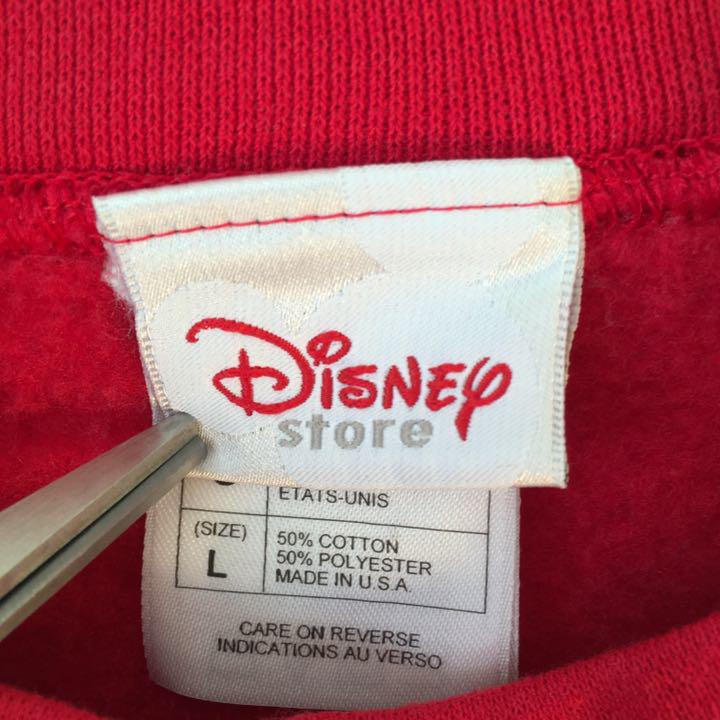 Disney
store
ETATS-UNIS
(SIZE)
L
50% COTTON
50% POLYESTER
MADE IN U.S.A.
CARE ON REVERSE
INDICATIONS AU VERSO